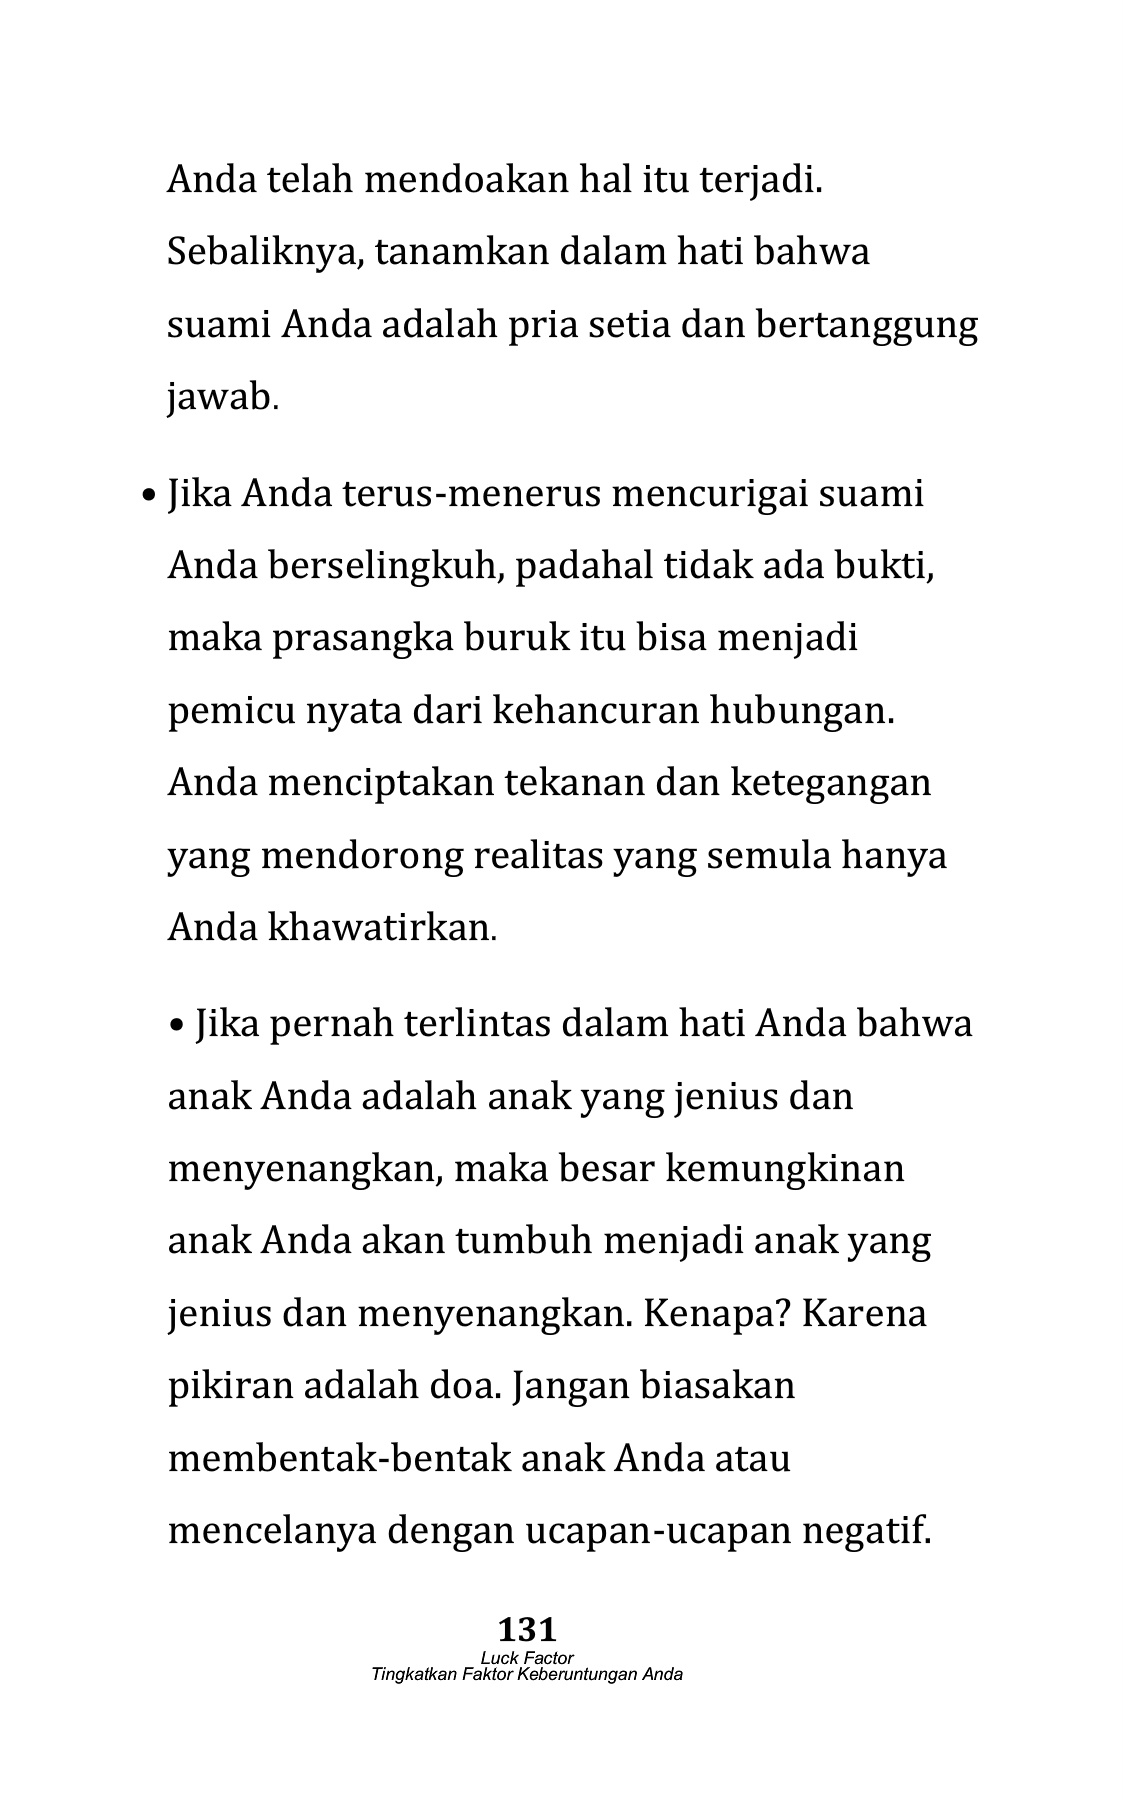 Anda telah mendoakan hal itu terjadi.
Sebaliknya, tanamkan dalam hati bahwa
suami Anda adalah pria setia dan bertanggung
jawab.
• Jika Anda terus-menerus mencurigai suami
Anda berselingkuh, padahal tidak ada bukti,
maka prasangka buruk itu bisa menjadi
pemicu nyata dari kehancuran hubungan.
Anda menciptakan tekanan dan ketegangan
yang mendorong realitas yang semula hanya
Anda khawatirkan.
• Jika pernah terlintas dalam hati Anda bahwa
anak Anda adalah anak yang jenius dan
menyenangkan, maka besar kemungkinan
anak Anda akan tumbuh menjadi anak yang
jenius dan menyenangkan. Kenapa? Karena
pikiran adalah doa. Jangan biasakan
membentak-bentak anak Anda atau
mencelanya dengan ucapan-ucapan negatif.
131
Luck Factor
Tingkatkan Faktor Keberuntungan Anda